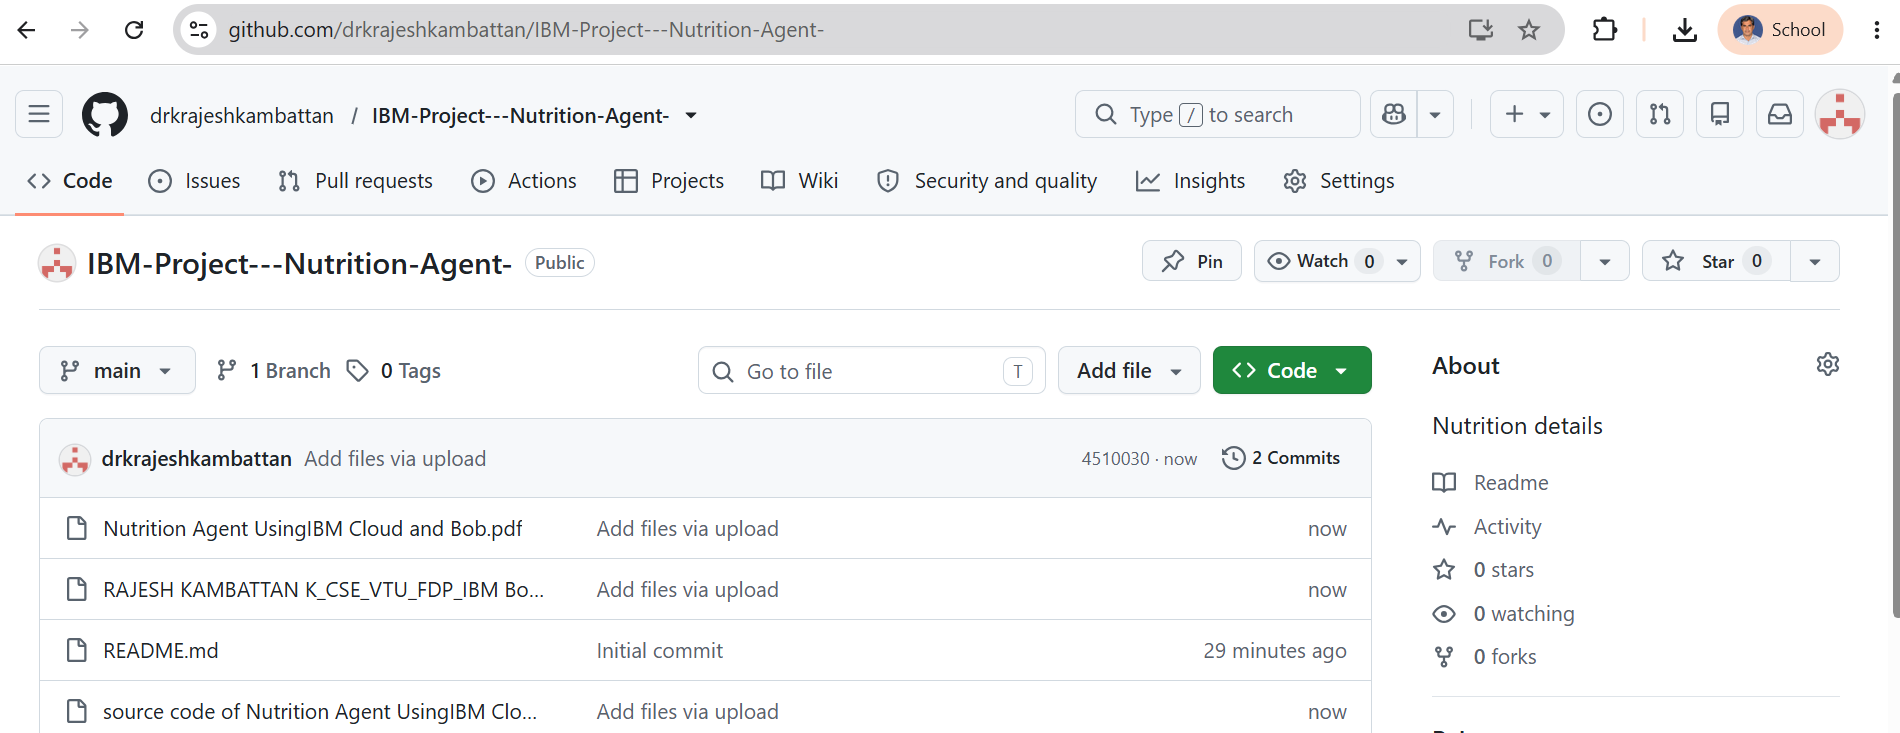 github.com/drkrajeshkambattan/IBM-Project---Nutrition-Agent-
School
drkrajeshkambattan / IBM-Project---Nutrition-Agent-
Type / to search
Code Issues Pull requests Actions Projects Wiki Security and quality Insights Settings
IBM-Project---Nutrition-Agent- Public
Pin Watch 0 Fork 0 Star 0
main 1 Branch 0 Tags Go to file T Add file Code
About
Nutrition details
drkrajeshkambattan Add files via upload 4510030 · now 2 Commits
Readme
Nutrition Agent UsingIBM Cloud and Bob.pdf Add files via upload now
Activity
RAJESH KAMBATTAN K_CSE_VTU_FDP_IBM Bo... Add files via upload now
0 stars
0 watching
README.md Initial commit 29 minutes ago
0 forks
source code of Nutrition Agent UsingIBM Clo... Add files via upload now